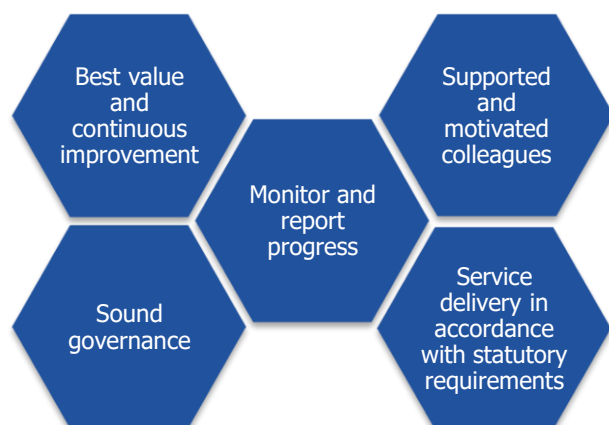 Best value
and
continuous
improvement
Supported
and
motivated
colleagues
Monitor and
report
progress
Sound
governance
Service
delivery in
accordance
with statutory
requirements